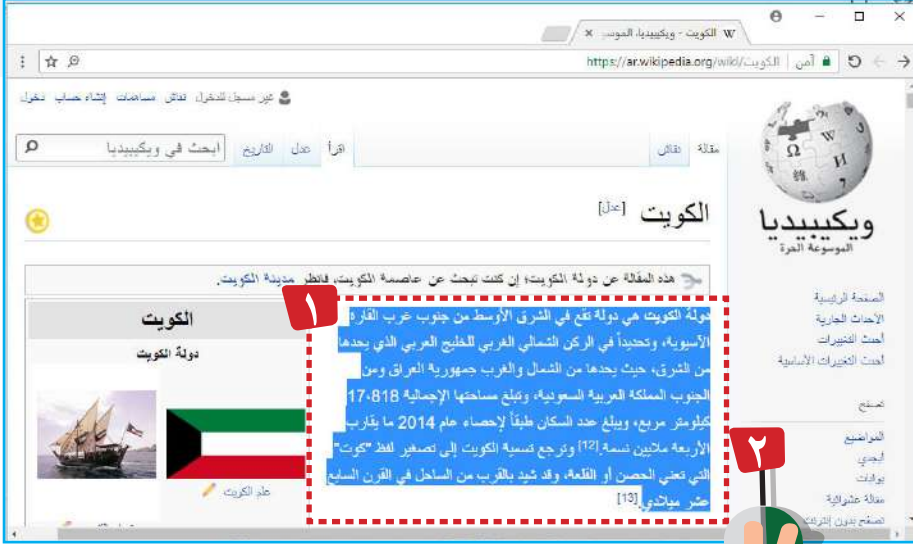 الكويت - ويكيبيديا، الموس
https://ar.wikipedia.org/wiki/الكويت | آمن
غير مسجل للدخول نقاش مساهمات إنشاء حساب دخول
مقالة نقاش اقرأ عدل التاريخ ابحث في ويكيبيديا
ويكيبيديا
الموسوعة الحرة
الصفحة الرئيسية
الأحداث الجارية
أحدث التغييرات
أحدث التغييرات الأساسية
تصفح
المواضيع
أبجدي
بوابات
مقالة عشوائية
تصفح بدون إنترنت
الكويت [عدل]
هذه المقالة عن دولة الكويت؛ إن كنت تبحث عن عاصمة الكويت، فانظر مدينة الكويت.
١
دولة الكويت هي دولة تقع في الشرق الأوسط من جنوب غرب القارة
الآسيوية، وتحديداً في الركن الشمالي الغربي للخليج العربي الذي يحدها
من الشرق، حيث يحدها من الشمال والغرب جمهورية العراق ومن
الجنوب المملكة العربية السعودية، وتبلغ مساحتها الإجمالية 17،818
كيلومتر مربع، ويبلغ عدد السكان طبقاً لإحصاء عام 2014 ما يقارب
الأربعة ملايين نسمة.[12] وترجع تسمية الكويت إلى تصغير لفظ "كوت"
التي تعني الحصن أو القلعة، وقد شيد بالقرب من الساحل في القرن السابع
عشر ميلادي.[13]
٢
الكويت
دولة الكويت
علم الكويت